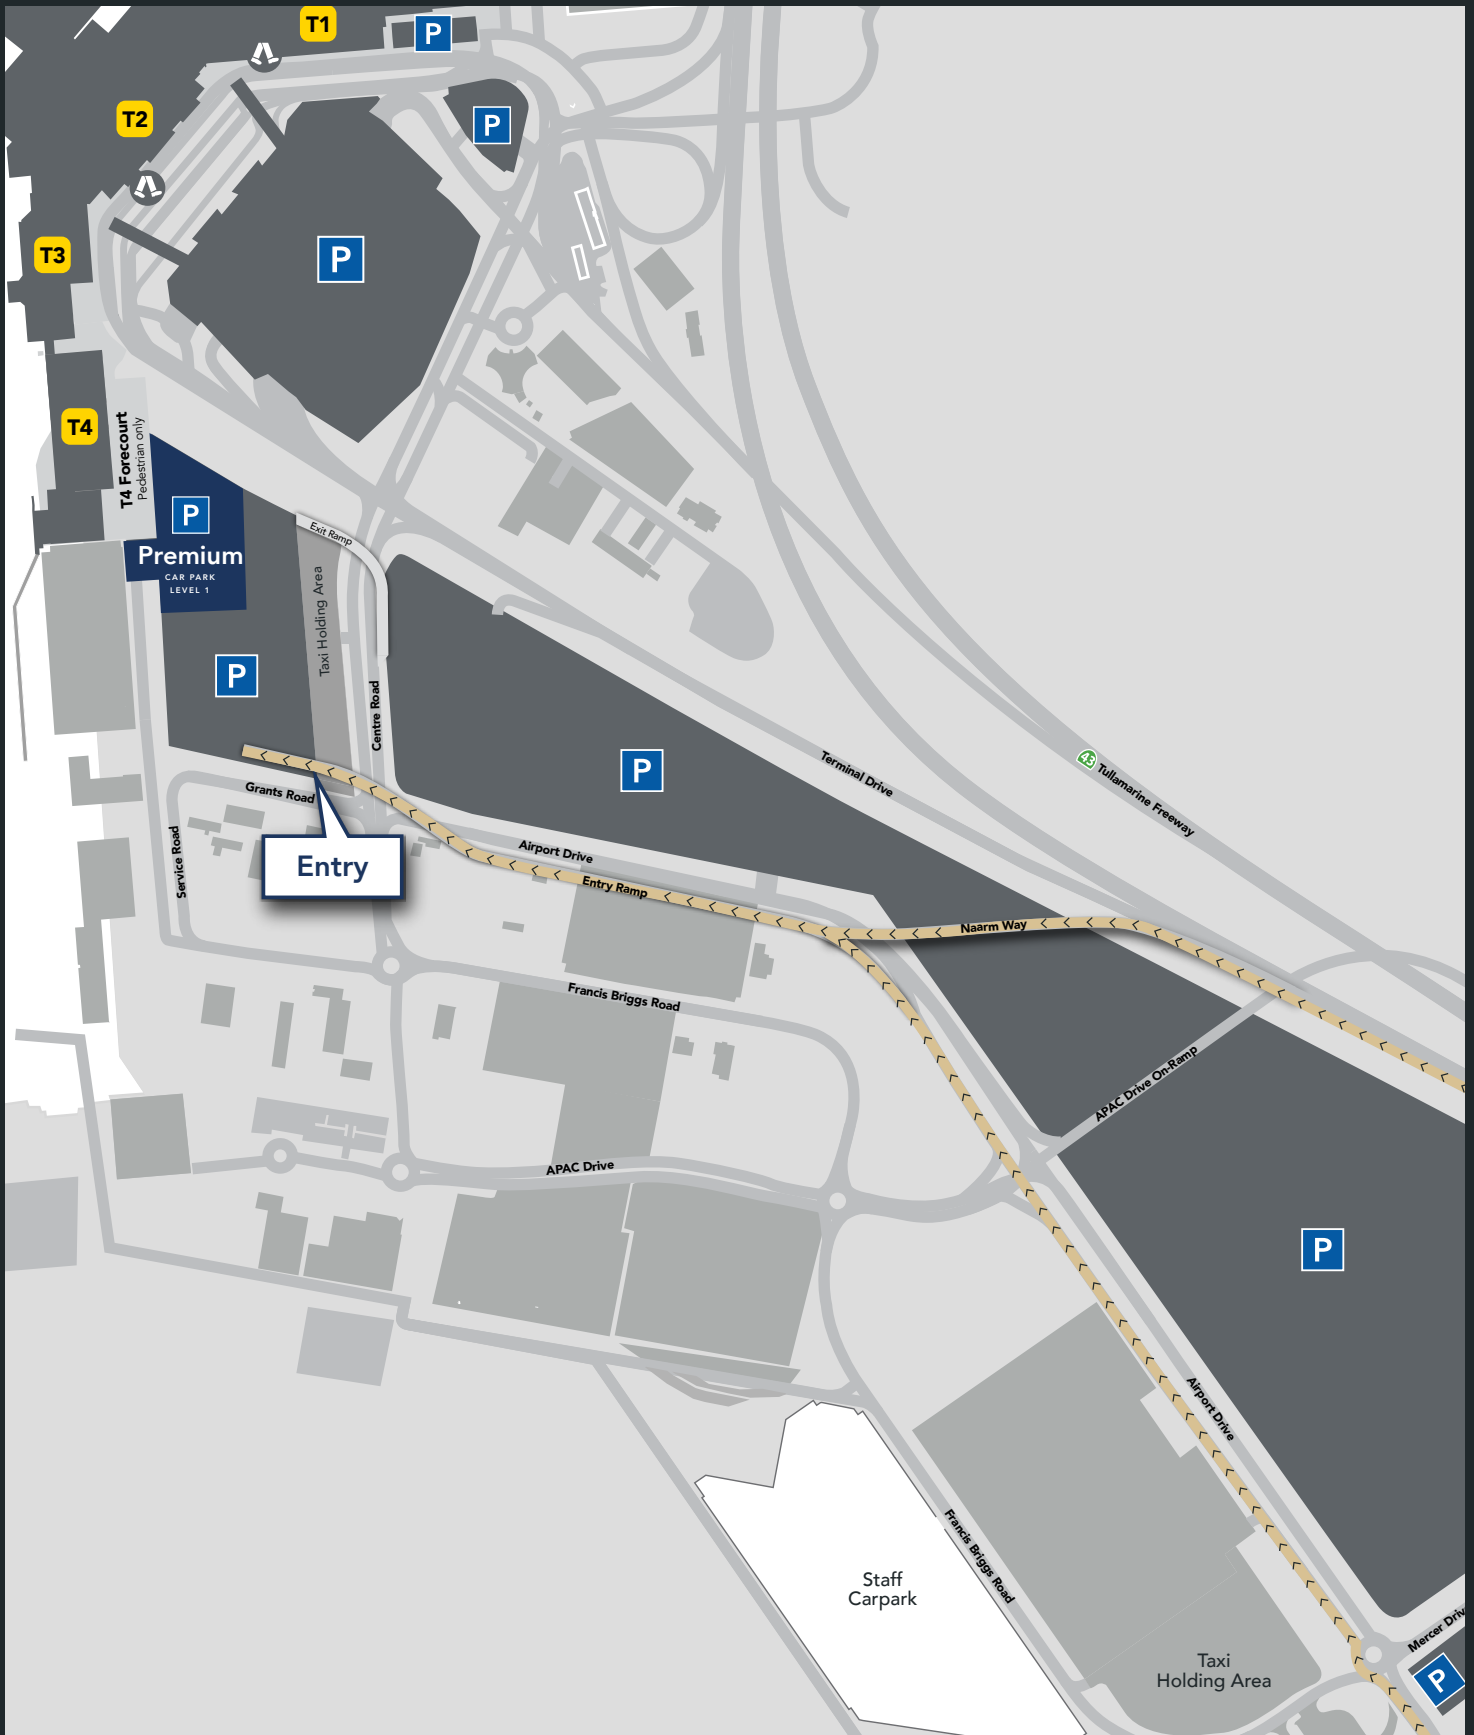 T1
P
T2
P
T3
P
T4
T4 Forecourt
Pedestrian only
P
Premium
CAR PARK
LEVEL 1
Exit Ramp
Taxi Holding Area
P
Centre Road
P
Terminal Drive
43
Tullamarine Freeway
Grants Road
Service Road
Entry
Airport Drive
Entry Ramp
Naarm Way
Francis Briggs Road
APAC Drive On-Ramp
APAC Drive
P
Airport Drive
Francis Briggs Road
Staff
Carpark
Taxi
Holding Area
Mercer Driv
P